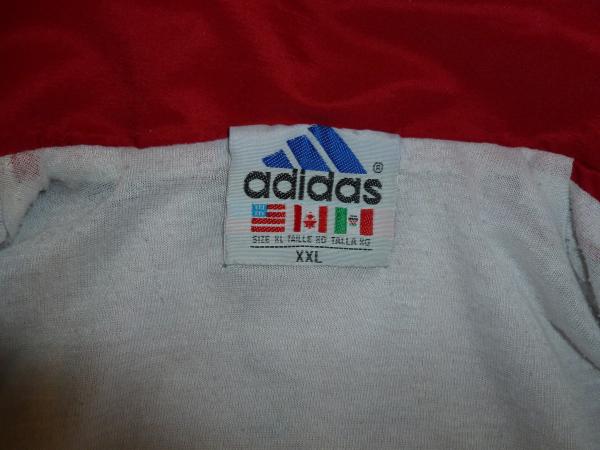 adidas®
SIZE XL TAILLE XG TALLA XG
XXL